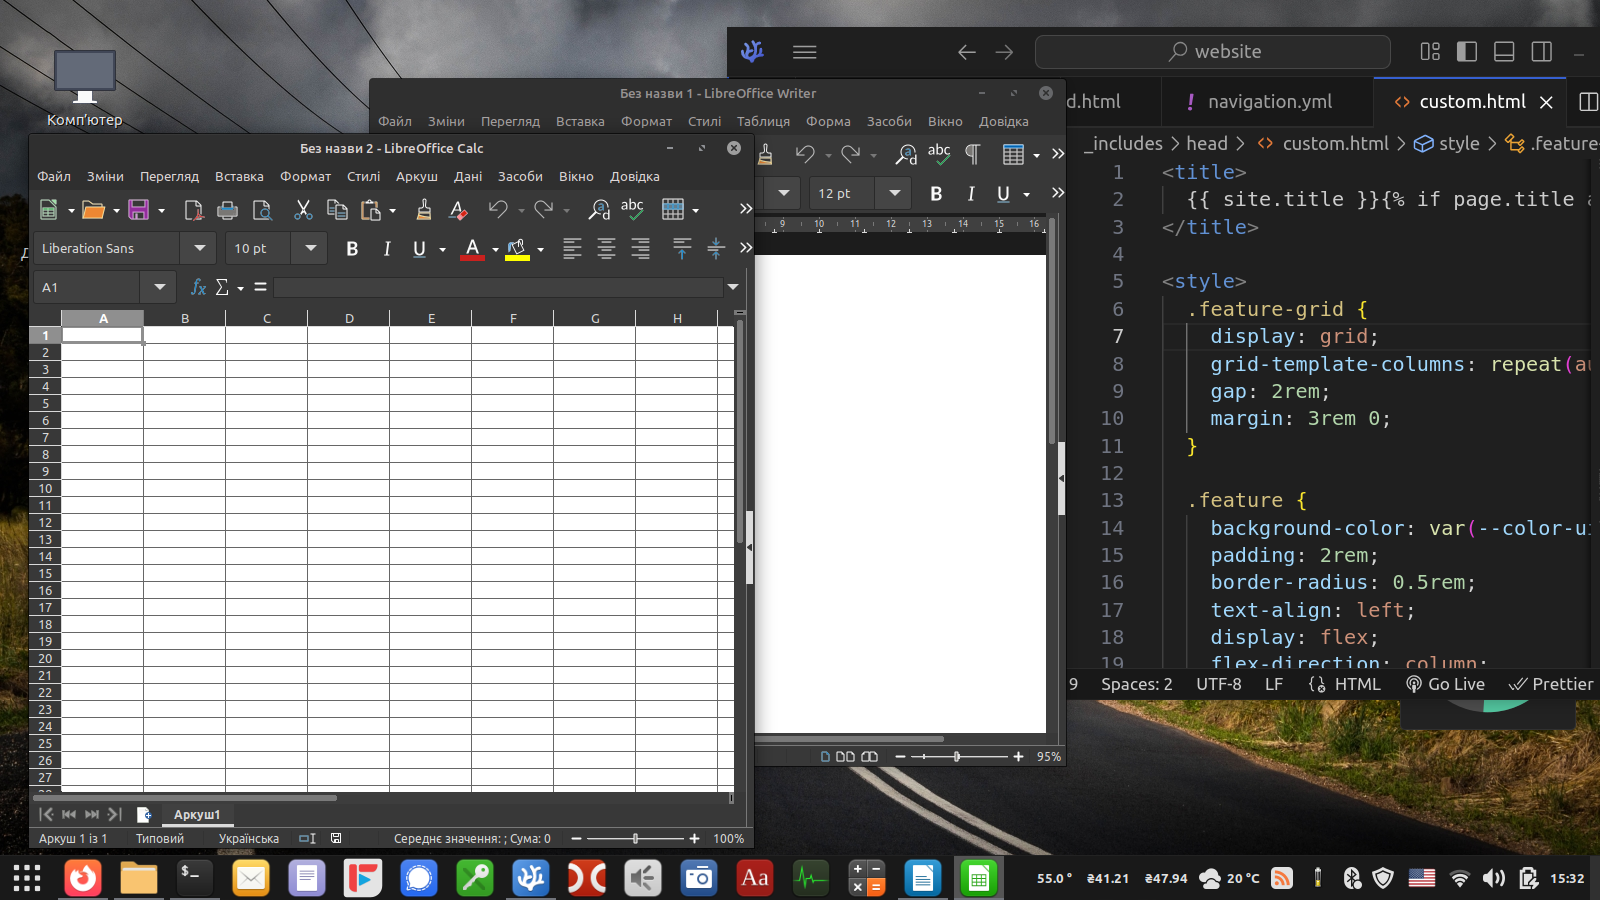 Комп'ютер
website
d.html
navigation.yml
custom.html
_includes
head
custom.html
style
.feature-
1 <title>
2 {{ site.title }}{% if page.title a
3 </title>
4
5 <style>
6 .feature-grid {
7 display: grid;
8 grid-template-columns: repeat(au
9 gap: 2rem;
10 margin: 3rem 0;
11 }
12
13 .feature {
14 background-color: var(--color-ui
15 padding: 2rem;
16 border-radius: 0.5rem;
17 text-align: left;
18 display: flex;
19 flex-direction: column;
9 Spaces: 2 UTF-8 LF HTML Go Live Prettier
Без назви 1 - LibreOffice Writer
Файл Зміни Перегляд Вставка Формат Стилі Таблиця Форма Засоби Вікно Довідка
abc
12 pt B I U
9 10 11 12 13 14 15 16
95%
Без назви 2 - LibreOffice Calc
Файл Зміни Перегляд Вставка Формат Стилі Аркуш Дані Засоби Вікно Довідка
abc
Liberation Sans 10 pt B I U A
A1 fx Σ =
A B C D E F G H
1
2
3
4
5
6
7
8
9
10
11
12
13
14
15
16
17
18
19
20
21
22
23
24
25
26
27
28
Аркуш1
Аркуш 1 із 1 Типовий Українська Середнє значення: ; Сума: 0 100%
$_ Aa 55.0 ° ₴41.21 ₴47.94 20 °C 15:32